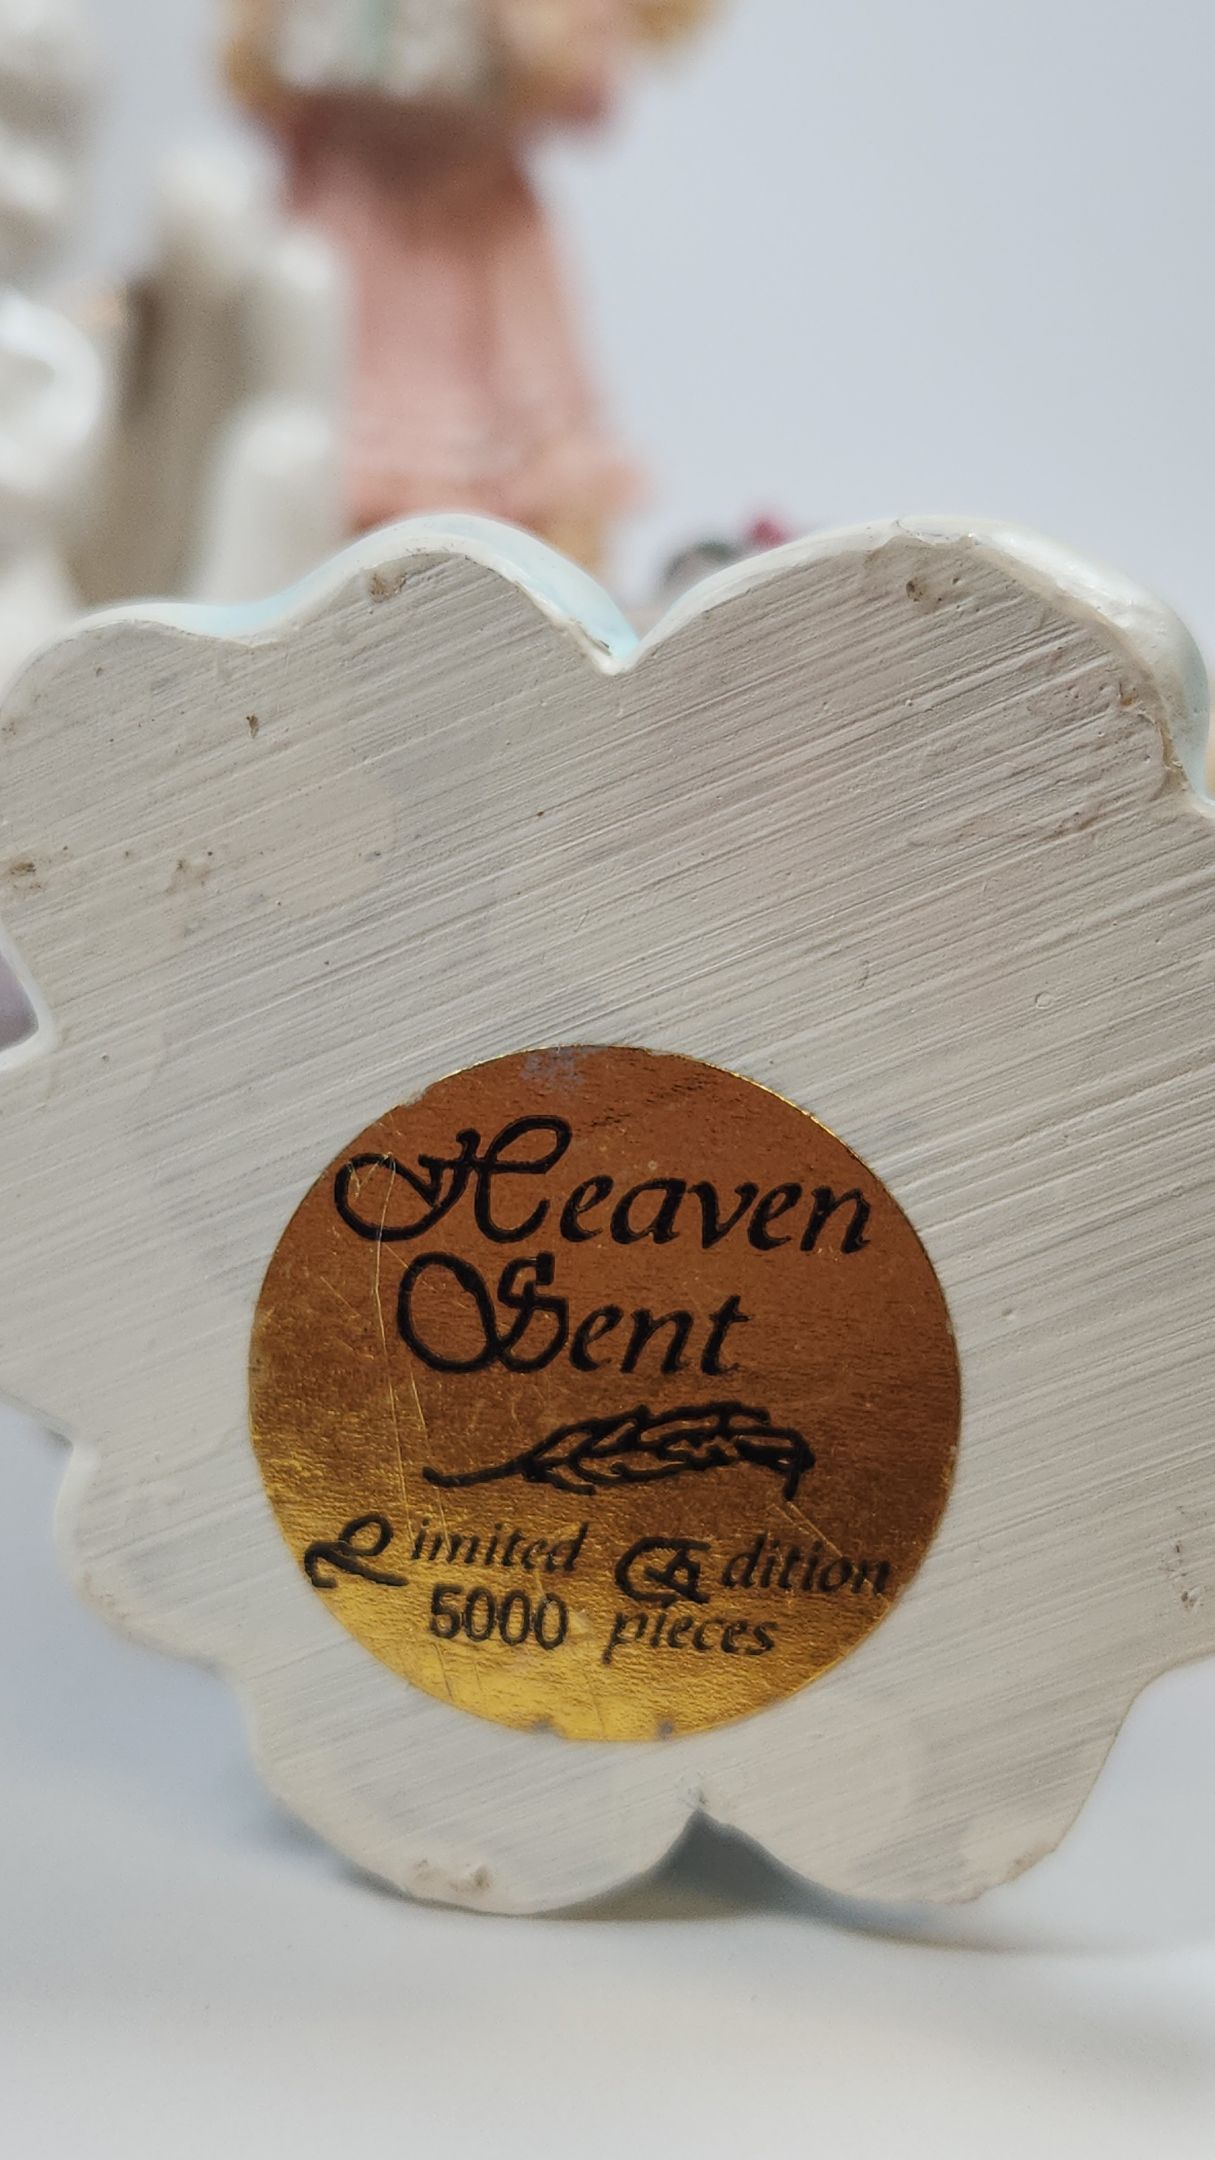 Heaven
Sent
Limited Edition
5000 pieces